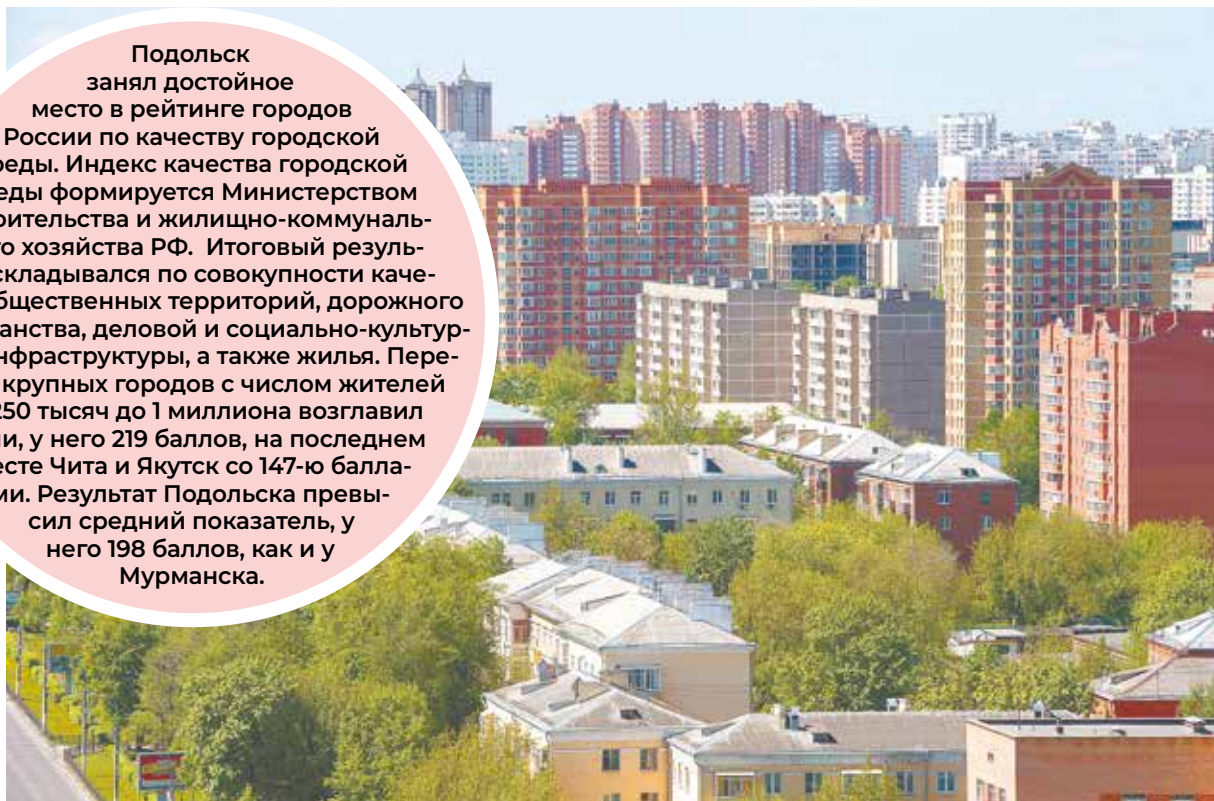 Подольск
занял достойное
место в рейтинге городов
России по качеству городской
реды. Индекс качества городской
еды формируется Министерством
рительства и жилищно-коммуналь-
го хозяйства РФ. Итоговый резуль-
складывался по совокупности каче-
бщественных территорий, дорожного
анства, деловой и социально-культур-
нфраструктуры, а также жилья. Пере-
крупных городов с числом жителей
250 тысяч до 1 миллиона возглавил
и, у него 219 баллов, на последнем
есте Чита и Якутск со 147-ю балла-
ми. Результат Подольска превы-
сил средний показатель, у
него 198 баллов, как и у
Мурманска.